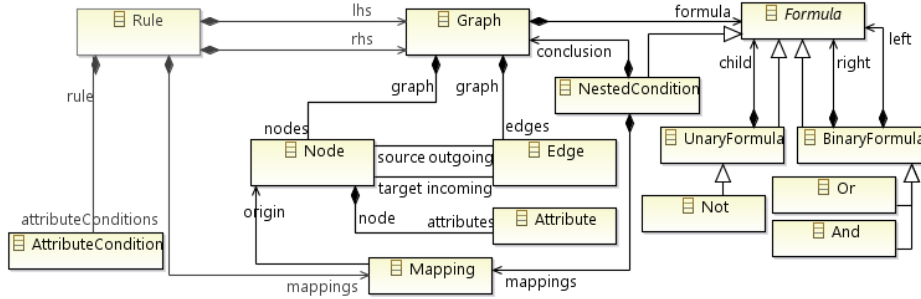 Rule
lhs
Graph
formula
Formula
rhs
conclusion
child
right
left
rule
graph
graph
NestedCondition
nodes
edges
Node
source outgoing
Edge
UnaryFormula
BinaryFormula
target incoming
origin
node
attributes
Attribute
Not
Or
attributeConditions
And
AttributeCondition
mappings
Mapping
mappings